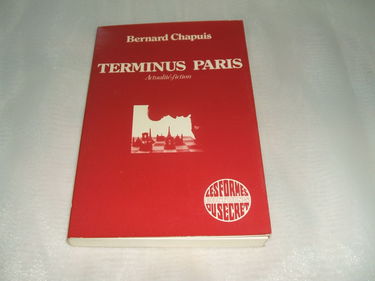 Bernard Chapuis
TERMINUS PARIS
Actualité-fiction
LES FORMES
DU SECRET